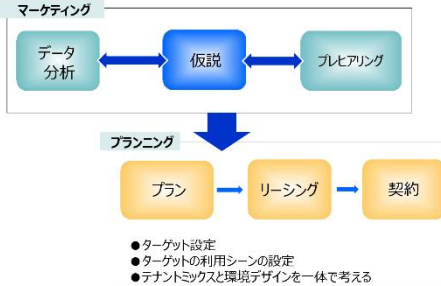 マーケティング
データ
分析
仮説
プレヒアリング
プランニング
プラン
リーシング
契約
●ターゲット設定
●ターゲットの利用シーンの設定
●テナントミックスと環境デザインを一体で考える